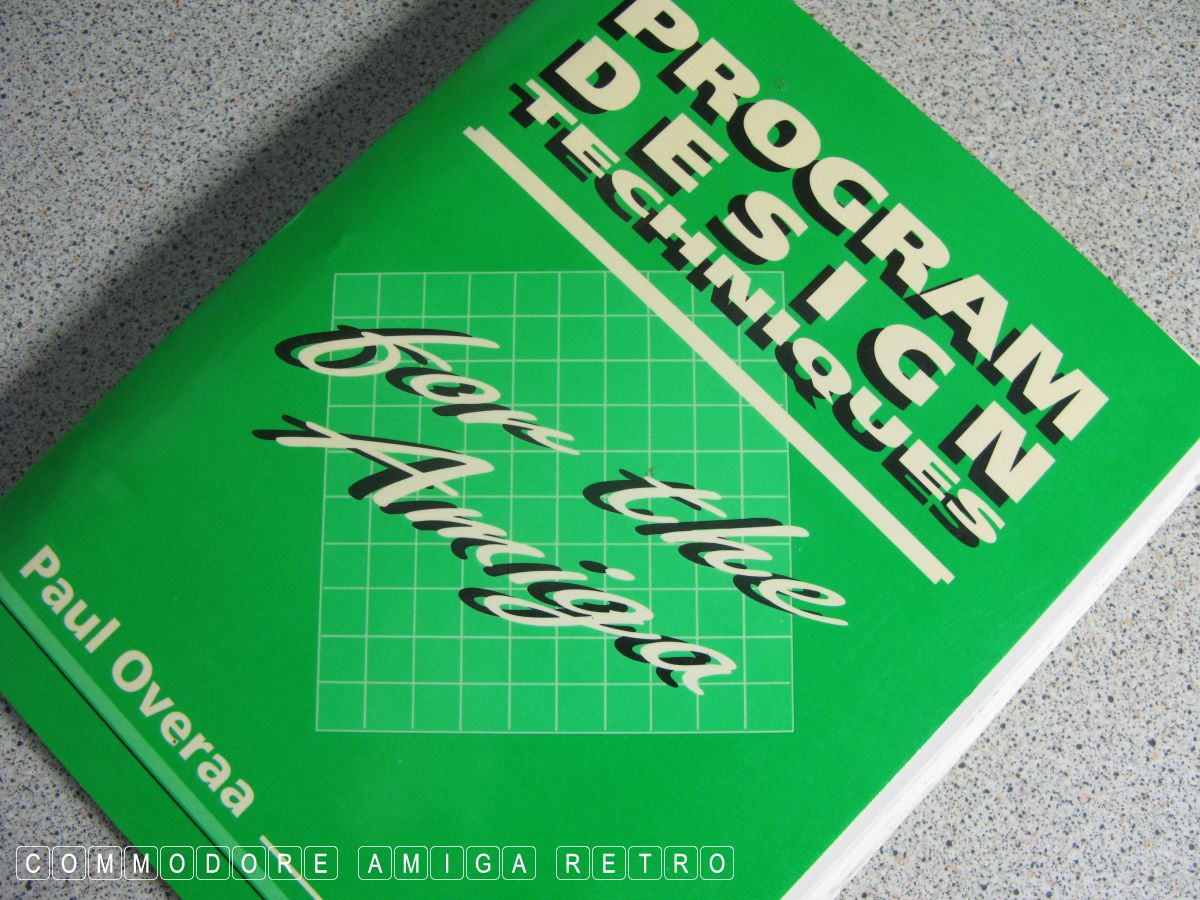 PROGRAM
DESIGN
TECHNIQUES
for the
Amiga
Paul Overaa
COMMODORE AMIGA RETRO